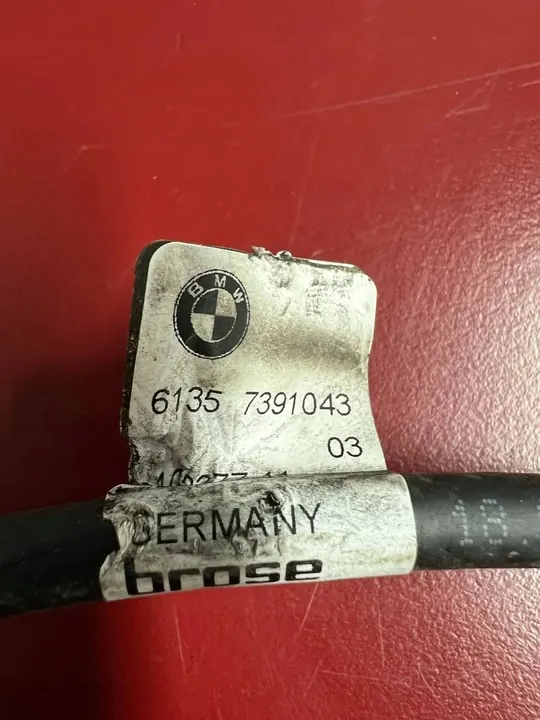 BMW
6135 7391043
03
GERMANY
brose